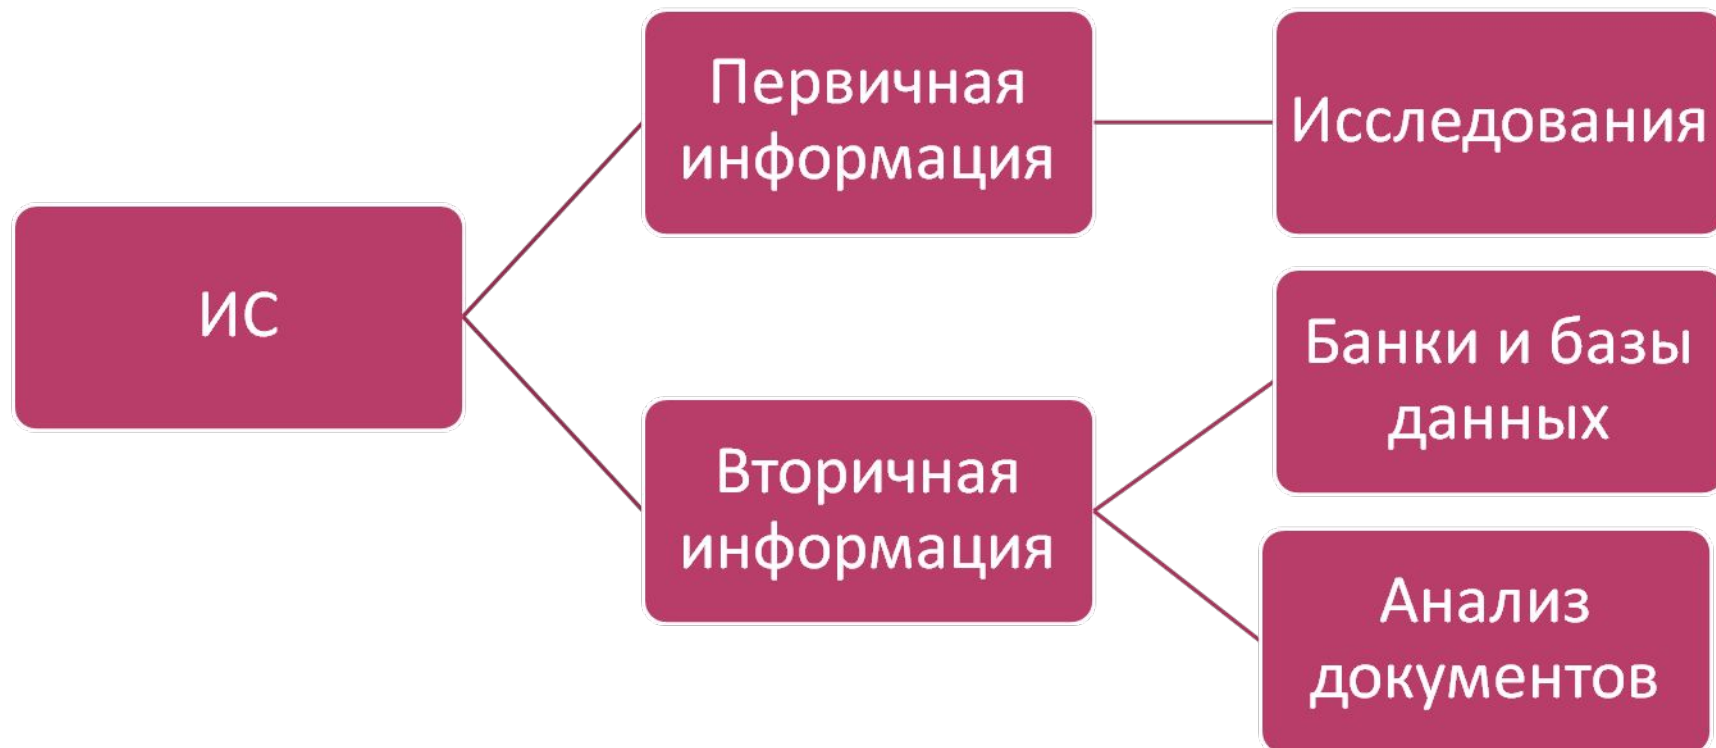 Первичная
информация
Исследования
ИС
Банки и базы
данных
Вторичная
информация
Анализ
документов